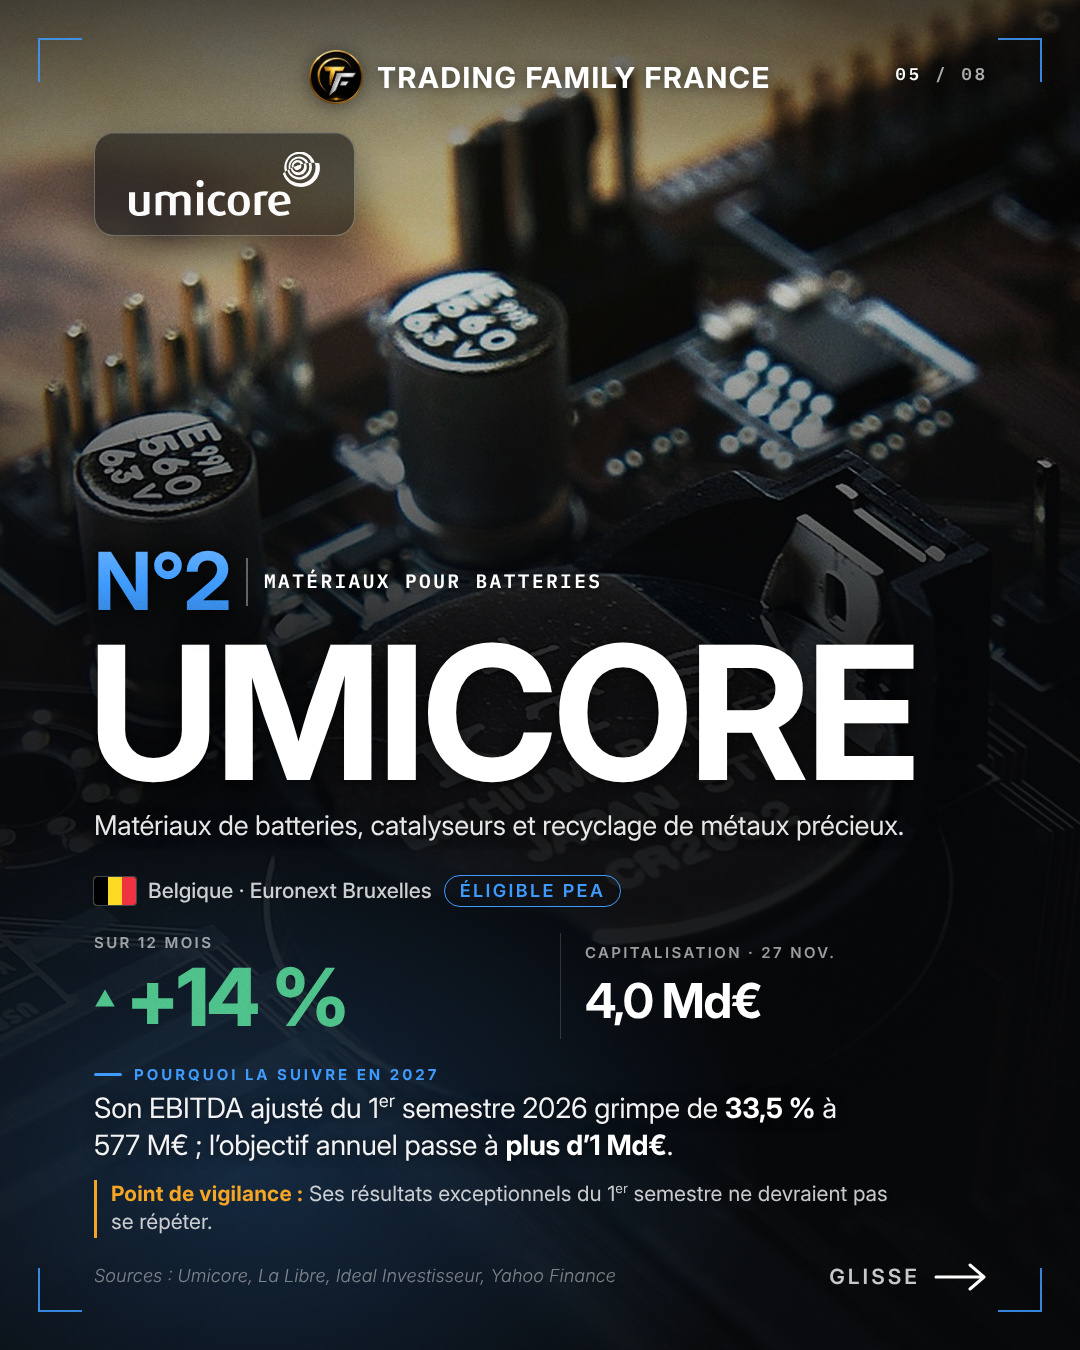 TRADING FAMILY FRANCE
05 / 08
umicore
N°2
MATÉRIAUX POUR BATTERIES
UMICORE
Matériaux de batteries, catalyseurs et recyclage de métaux précieux.
Belgique · Euronext Bruxelles
ÉLIGIBLE PEA
SUR 12 MOIS
+14 %
CAPITALISATION · 27 NOV.
4,0 Md€
POURQUOI LA SUIVRE EN 2027
Son EBITDA ajusté du 1er semestre 2026 grimpe de 33,5 % à
577 M€ ; l’objectif annuel passe à plus d’1 Md€.
Point de vigilance : Ses résultats exceptionnels du 1er semestre ne devraient pas
se répéter.
Sources : Umicore, La Libre, Ideal Investisseur, Yahoo Finance
GLISSE